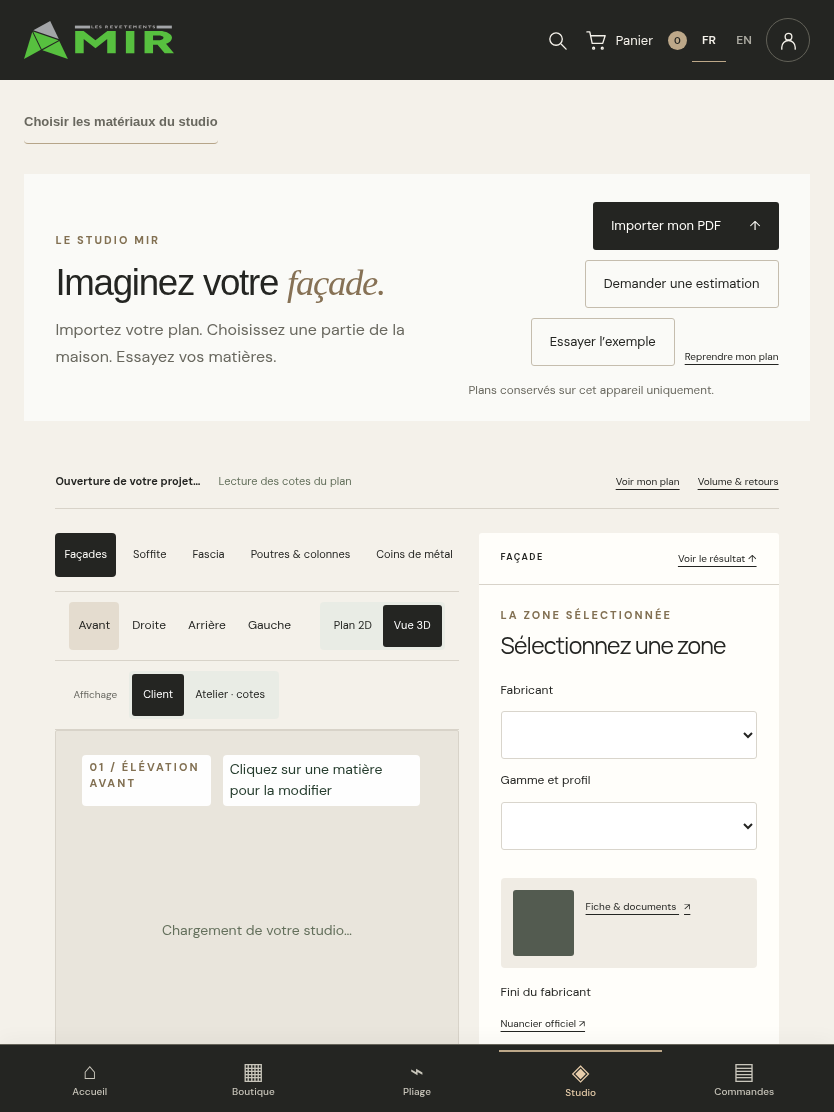 LES REVÊTEMENTS
MIR
Panier 0 FR EN
Choisir les matériaux du studio
LE STUDIO MIR
Imaginez votre façade.
Importez votre plan. Choisissez une partie de la
maison. Essayez vos matières.
Importer mon PDF ↑
Demander une estimation
Essayer l’exemple
Reprendre mon plan
Plans conservés sur cet appareil uniquement.
Ouverture de votre projet… Lecture des cotes du plan
Voir mon plan Volume & retours
Façades Soffite Fascia Poutres & colonnes Coins de métal
Avant Droite Arrière Gauche Plan 2D Vue 3D
Affichage Client Atelier · cotes
01 / ÉLÉVATION
AVANT
Cliquez sur une matière
pour la modifier
Chargement de votre studio…
FAÇADE
Voir le résultat ↑
LA ZONE SÉLECTIONNÉE
Sélectionnez une zone
Fabricant
Gamme et profil
Fiche & documents ↗
Fini du fabricant
Nuancier officiel ↗
Accueil Boutique Pliage Studio Commandes